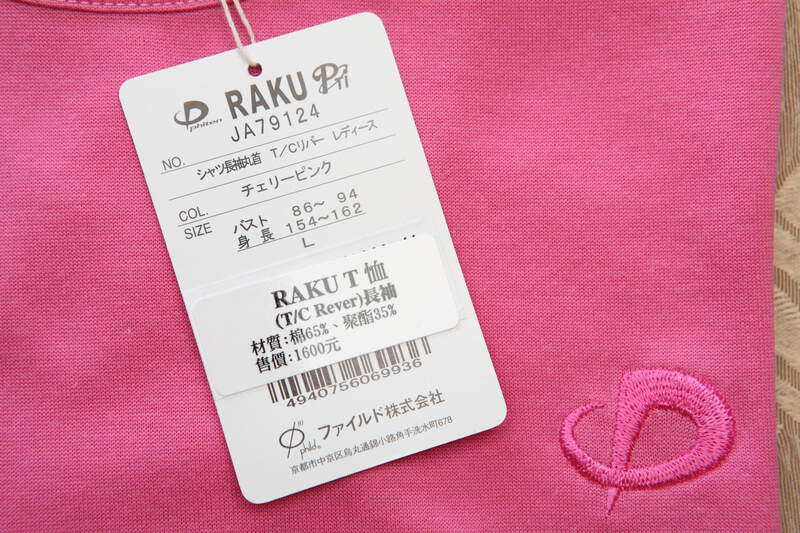 phiten RAKU Pii
JA79124
NO. シャツ長袖丸首 T/Cリバー レディース
COL. チェリーピンク
SIZE バスト 86～ 94
身 長 154～162
L
RAKU T 恤
(T/C Rever)長袖
材質：棉65%、聚酯35%
售價：1600元
4940756069936
phild. ファイルド株式会社
京都市中京区烏丸通錦小路角手洗水町678